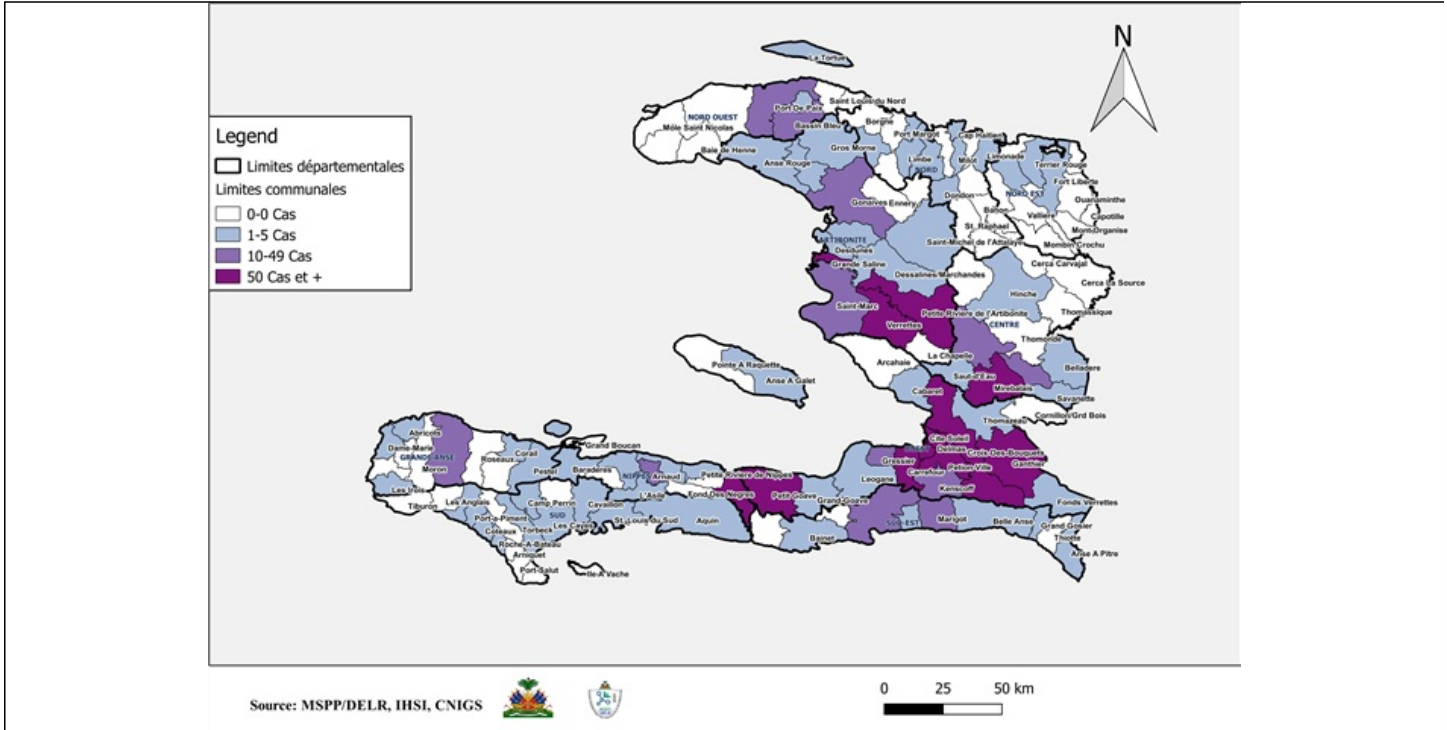 N
Legend
Limites départementales
Limites communales
0-0 Cas
1-5 Cas
10-49 Cas
50 Cas et +
La Tortue
Port De Paix
Saint Louis du Nord
NORD OUEST
Môle Saint Nicolas
Bassin Bleu
Borgne
Port Margot
Cap Haïtien
Baie de Henne
Anse Rouge
Gros Morne
Limbe
NORD
Milot
Limonade
Terrier Rouge
Fort Liberte
NORD EST
Ouanaminthe
Gonaives
Ennery
Dondon
Bahon
Valliere
Capotille
St. Raphael
Mont-Organise
ARTIBONITE
Desdunes
Saint-Michel de l'Attalaye
Mombin Crochu
Grande Saline
Dessalines/Marchandes
Cerca Carvajal
Cerca La Source
Hinche
Saint-Marc
Petite Rivière de l'Artibonite
Thomassique
Verrettes
CENTRE
Thomonde
La Chapelle
Arcahaie
Belladere
Pointe A Raquette
Anse A Galet
Saut-d'Eau
Mirebalais
Cabaret
Savanette
Thomazeau
Cornillon/Grd Bois
Cite Soleil
Delmas
Croix-Des-Bouquets
Ganthier
Gressier
Carrefour
Petion-Ville
Kenscoff
Leogane
Fonds Verrettes
Abricots
Dame-Marie
GRANDE ANSE
Moron
Roseaux
Corail
Grand Boucan
Pestel
Baradères
NIPPES
Arnaud
Petite Riviere de Nippes
Les Irois
Tiburon
Les Anglais
Camp Perrin
Cavaillon
L'Asile
Fond Des Negres
Petit Goave
Grand Goave
SUD
Port-a-Piment
Coteaux
Torbeck
Les Cayes
St. Louis du Sud
Aquin
Roche-A-Bateau
Arniquet
Port-Salut
Ile A Vache
Bainet
SUD-EST
Marigot
Belle Anse
Grand Gosier
Thiotte
Anse A Pitre
Source: MSPP/DELR, IHSI, CNIGS
0 25 50 km